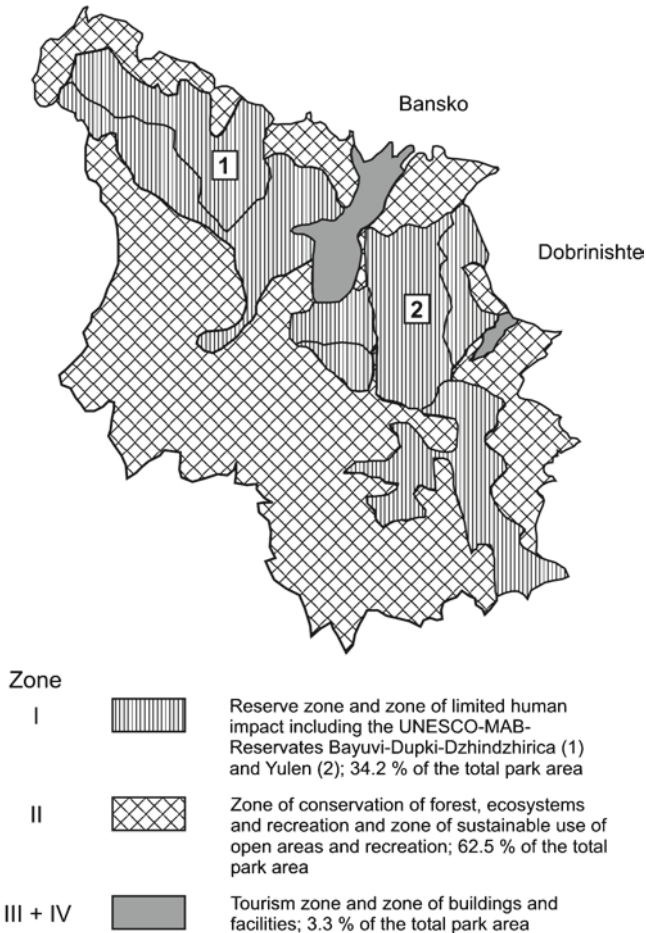 Bansko
1
Dobrinishte
2
Zone
I
Reserve zone and zone of limited human
impact including the UNESCO-MAB-
Reservates Bayuvi-Dupki-Dzhindzhirica (1)
and Yulen (2); 34.2 % of the total park area
II
Zone of conservation of forest, ecosystems
and recreation and zone of sustainable use of
open areas and recreation; 62.5 % of the total
park area
III + IV
Tourism zone and zone of buildings and
facilities; 3.3 % of the total park area